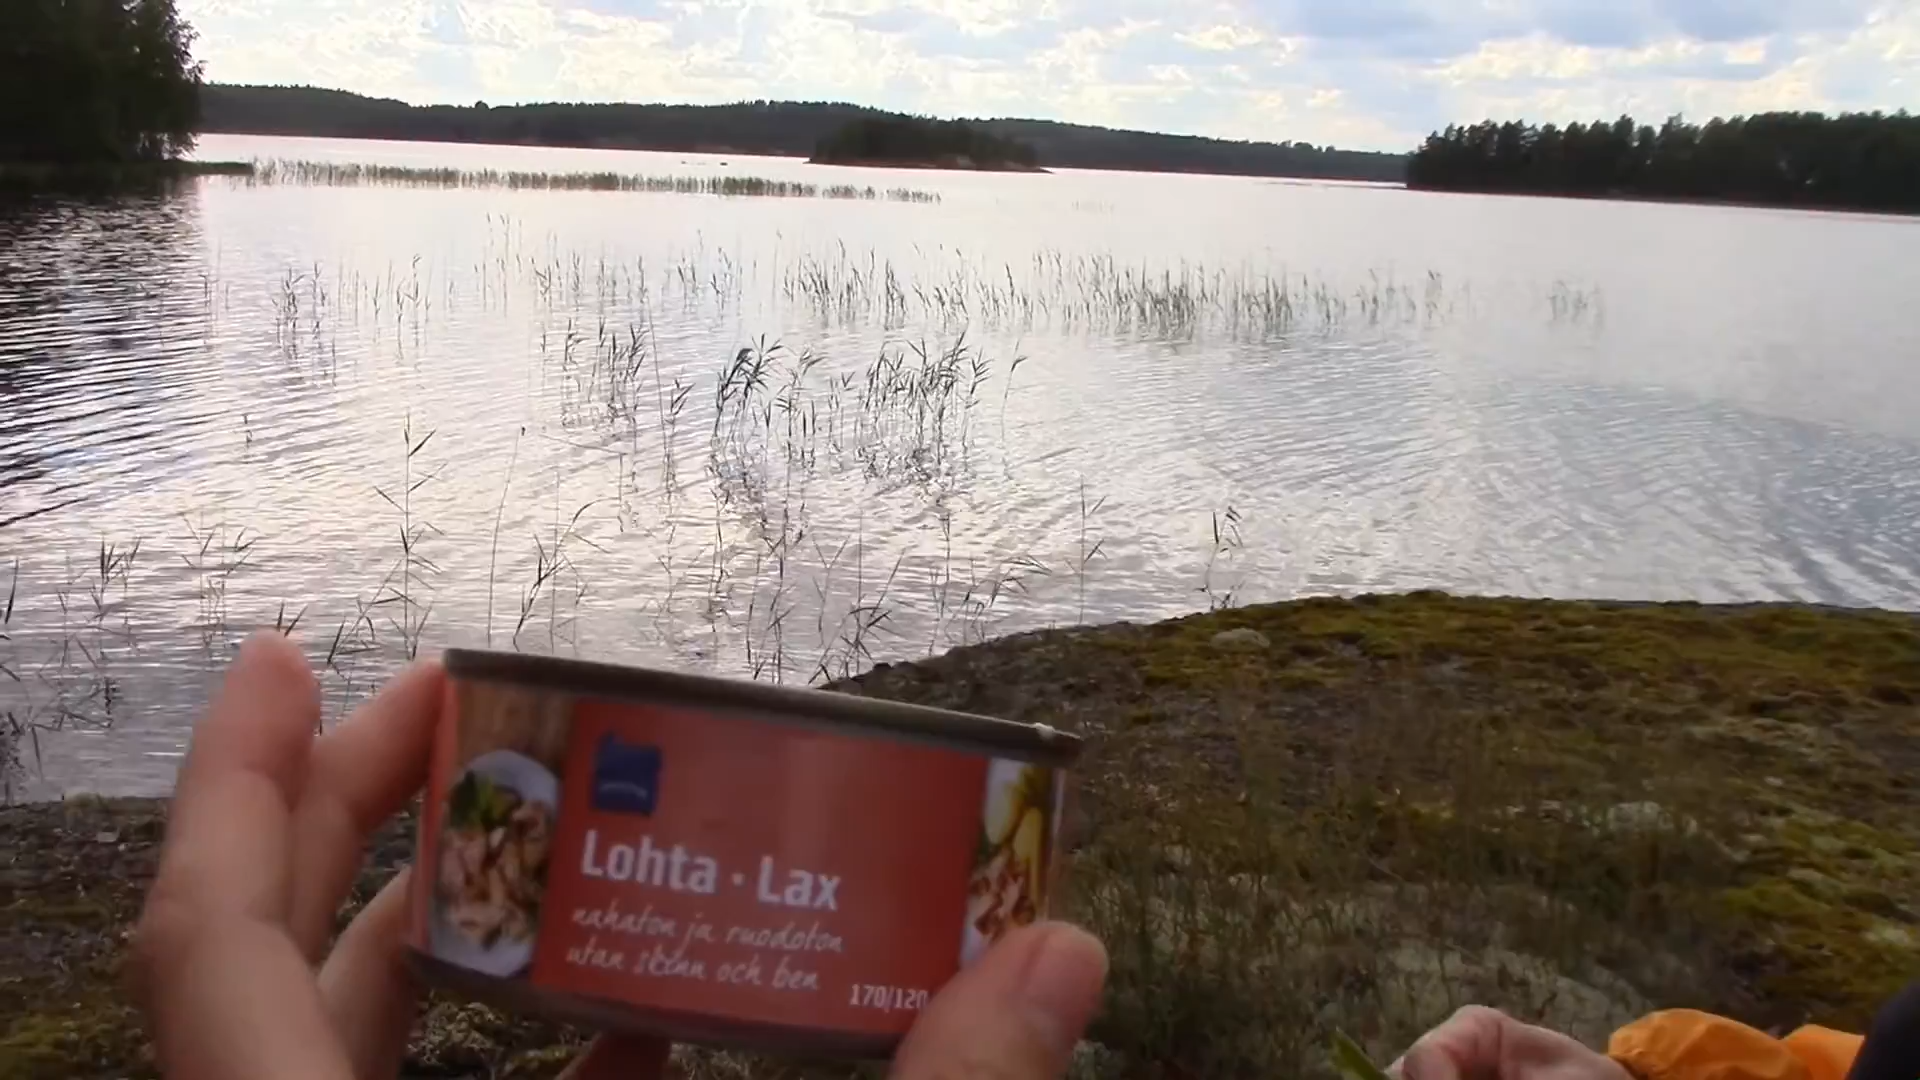 Lohta · Lax
nahaton ja ruodoton
utan skinn och ben
170/120